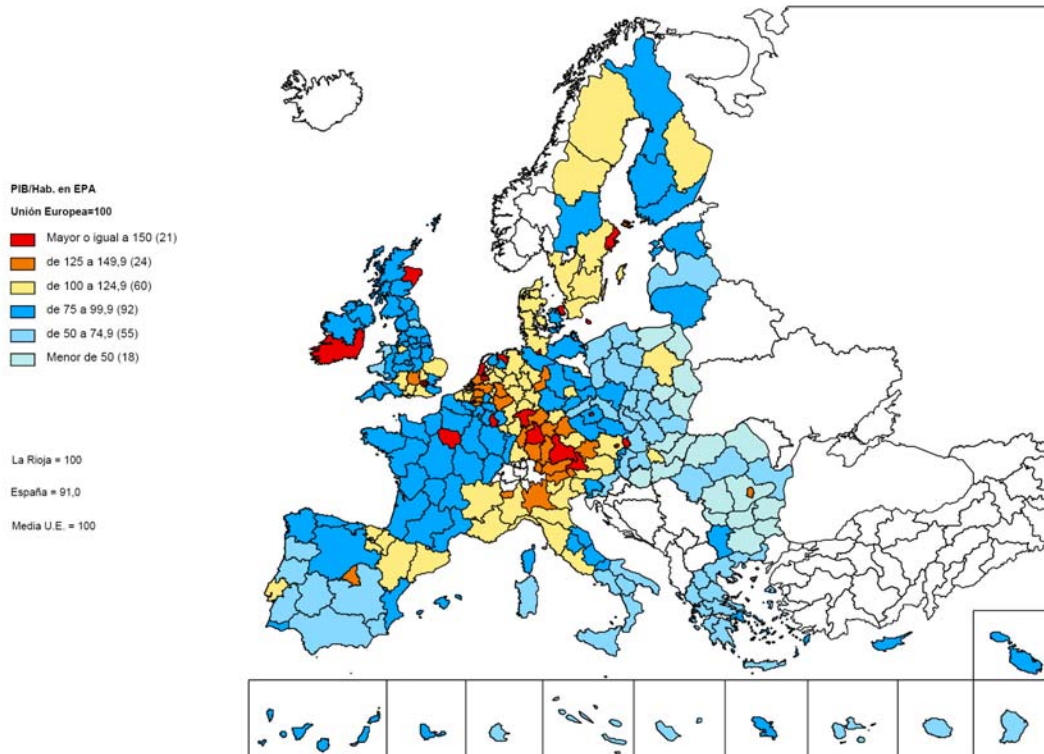 PIB/Hab. en EPA
Unión Europea=100
Mayor o igual a 150 (21)
de 125 a 149,9 (24)
de 100 a 124,9 (60)
de 75 a 99,9 (92)
de 50 a 74,9 (55)
Menor de 50 (18)
La Rioja = 100
España = 91,0
Media U.E. = 100